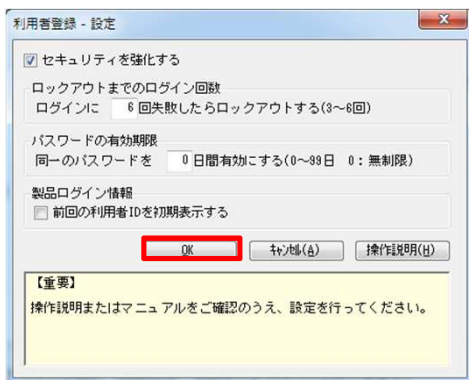 利用者登録 - 設定
セキュリティを強化する
ロックアウトまでのログイン回数
ログインに 6 回失敗したらロックアウトする(3～6回)
パスワードの有効期限
同一のパスワードを 0 日間有効にする(0～99日 0：無制限)
製品ログイン情報
前回の利用者IDを初期表示する
OK ｷｬﾝｾﾙ(A) 操作説明(H)
【重要】
操作説明またはマニュアルをご確認のうえ、設定を行ってください。